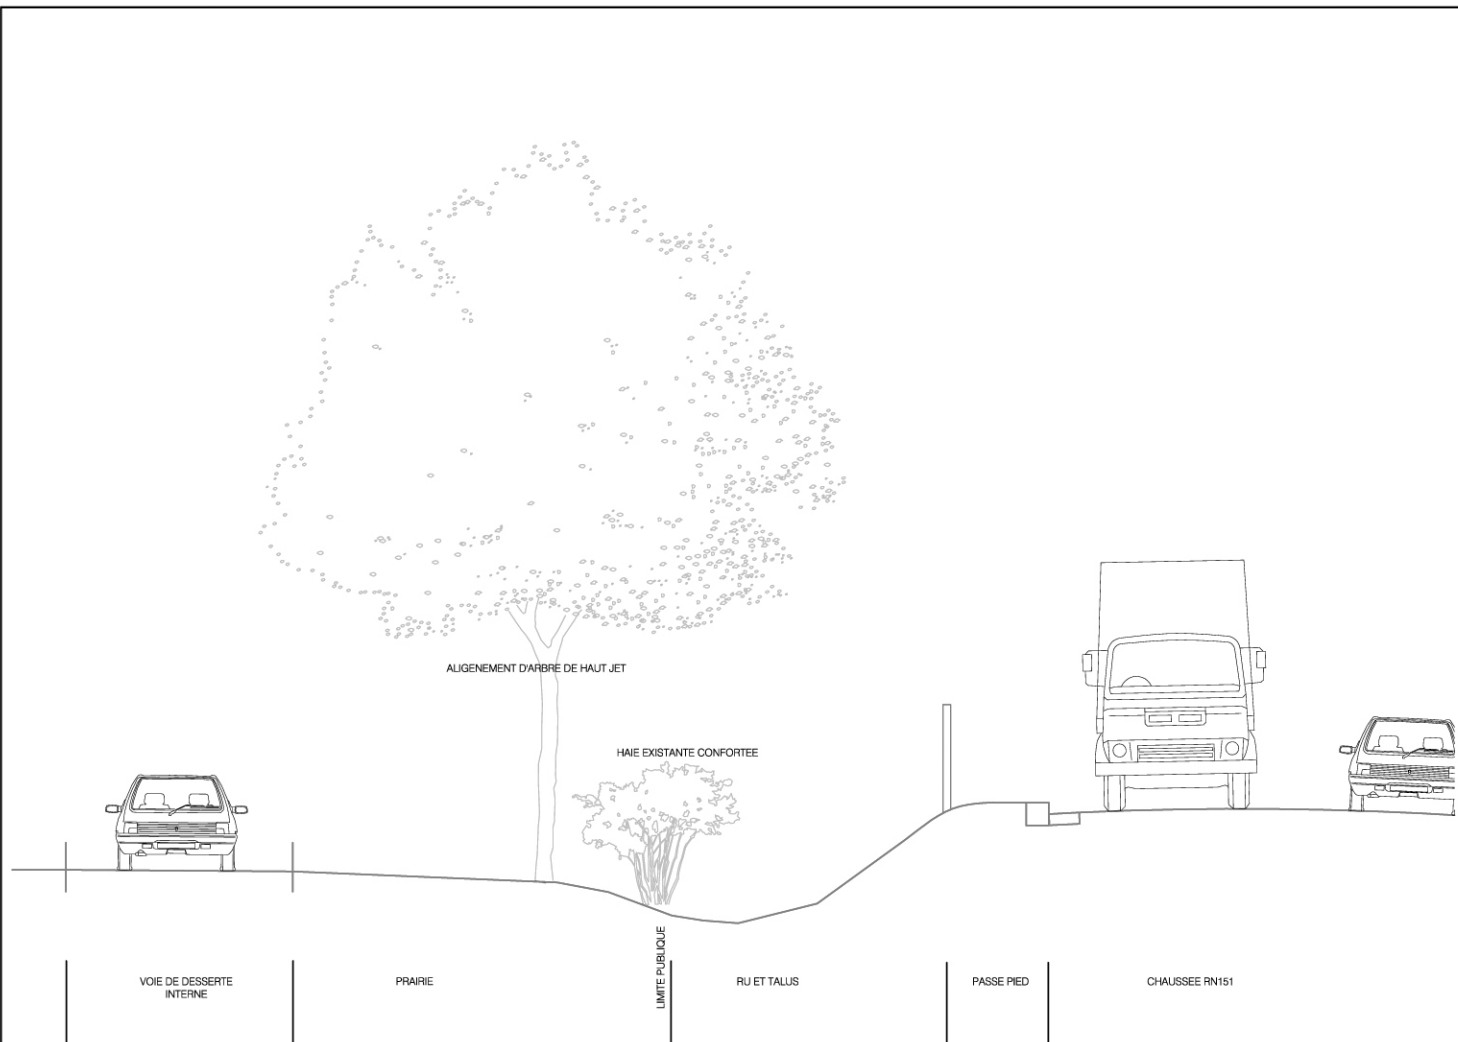 ALIGENEMENT D'ARBRE DE HAUT JET
HAIE EXISTANTE CONFORTEE
LIMITE PUBLIQUE
VOIE DE DESSERTE
INTERNE
PRAIRIE
RU ET TALUS
PASSE PIED
CHAUSSEE RN151